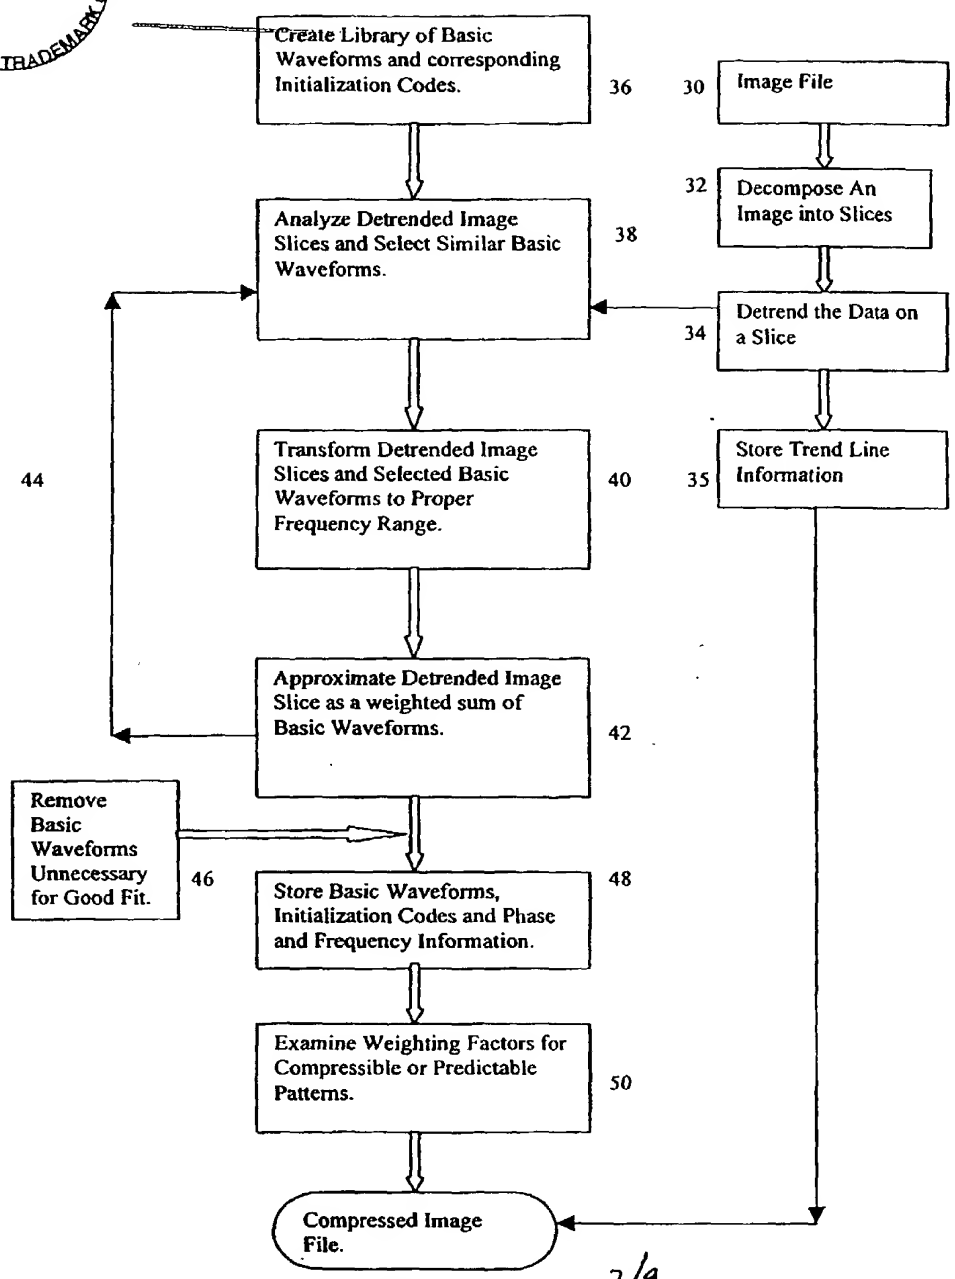 TRADEMARK
Create Library of Basic
Waveforms and corresponding
Initialization Codes.
36
30
Image File
32
Decompose An
Image into Slices
Analyze Detrended Image
Slices and Select Similar Basic
Waveforms.
38
34
Detrend the Data on
a Slice
44
Transform Detrended Image
Slices and Selected Basic
Waveforms to Proper
Frequency Range.
40
35
Store Trend Line
Information
Approximate Detrended Image
Slice as a weighted sum of
Basic Waveforms.
42
Remove
Basic
Waveforms
Unnecessary
for Good Fit.
46
48
Store Basic Waveforms,
Initialization Codes and Phase
and Frequency Information.
Examine Weighting Factors for
Compressible or Predictable
Patterns.
50
Compressed Image
File.